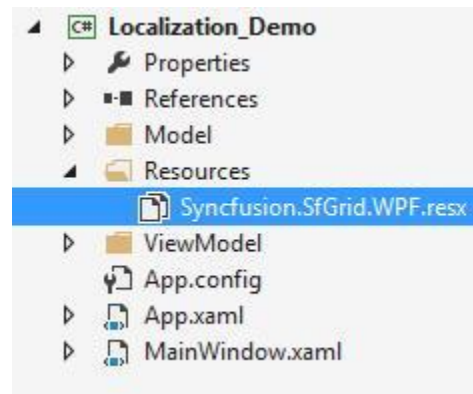 C# Localization_Demo
Properties
References
Model
Resources
Syncfusion.SfGrid.WPF.resx
ViewModel
App.config
App.xaml
MainWindow.xaml